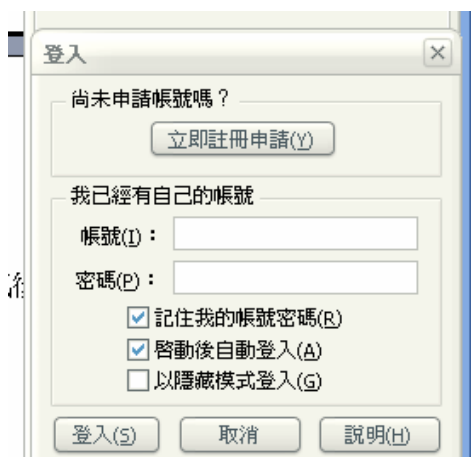 登入
尚未申請帳號嗎？
立即註冊申請(Y)
我已經有自己的帳號
帳號(I)：
密碼(P)：
記住我的帳號密碼(R)
啓動後自動登入(A)
以隱藏模式登入(G)
登入(S) 取消 說明(H)